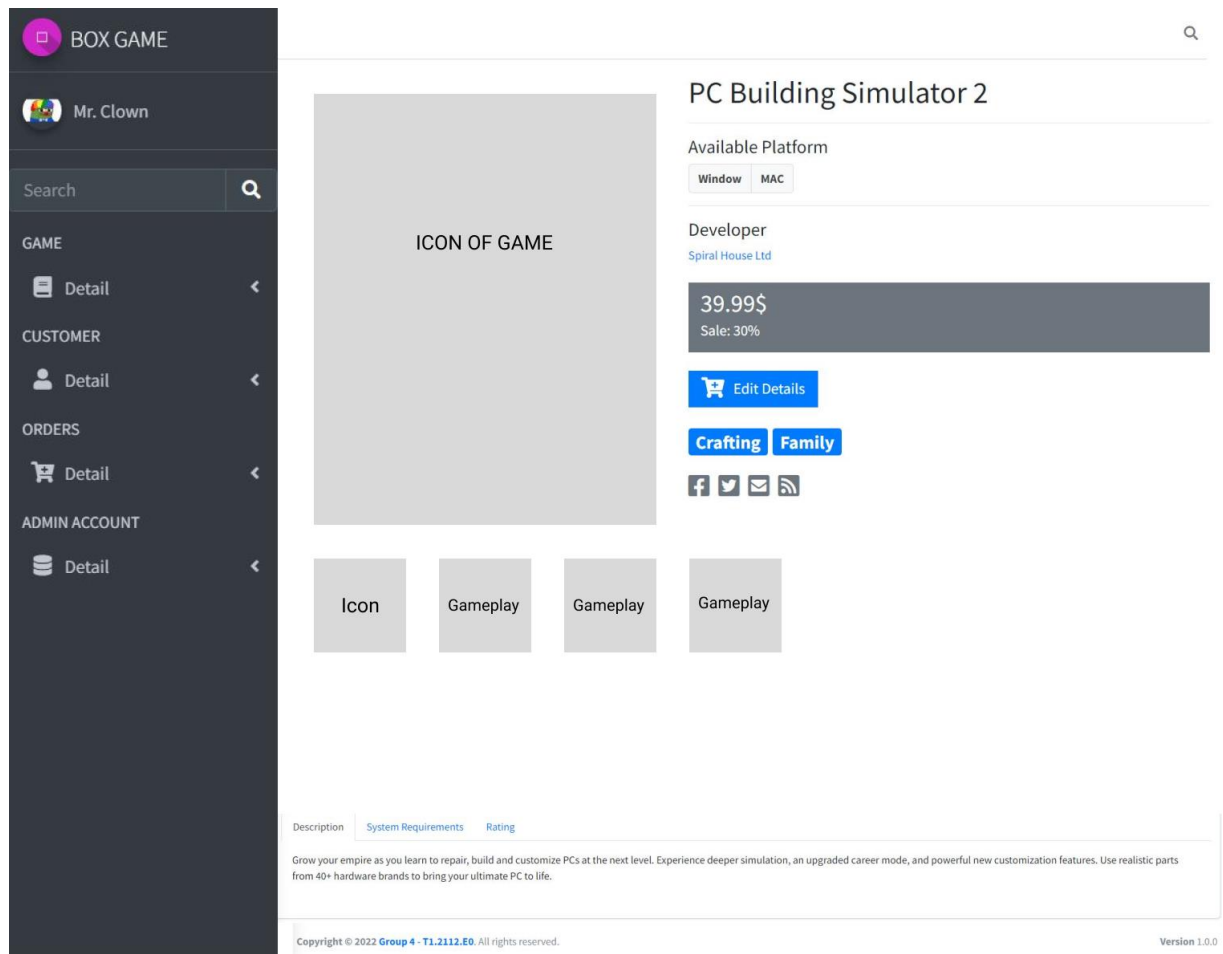 BOX GAME
Mr. Clown
Search
GAME
Detail
CUSTOMER
Detail
ORDERS
Detail
ADMIN ACCOUNT
Detail
ICON OF GAME
Icon
Gameplay
Gameplay
Gameplay
PC Building Simulator 2
Available Platform
Window MAC
Developer
Spiral House Ltd
39.99$
Sale: 30%
Edit Details
Crafting Family
Description System Requirements Rating
Grow your empire as you learn to repair, build and customize PCs at the next level. Experience deeper simulation, an upgraded career mode, and powerful new customization features. Use realistic parts
from 40+ hardware brands to bring your ultimate PC to life.
Copyright © 2022 Group 4 - T1.2112.E0. All rights reserved. Version 1.0.0